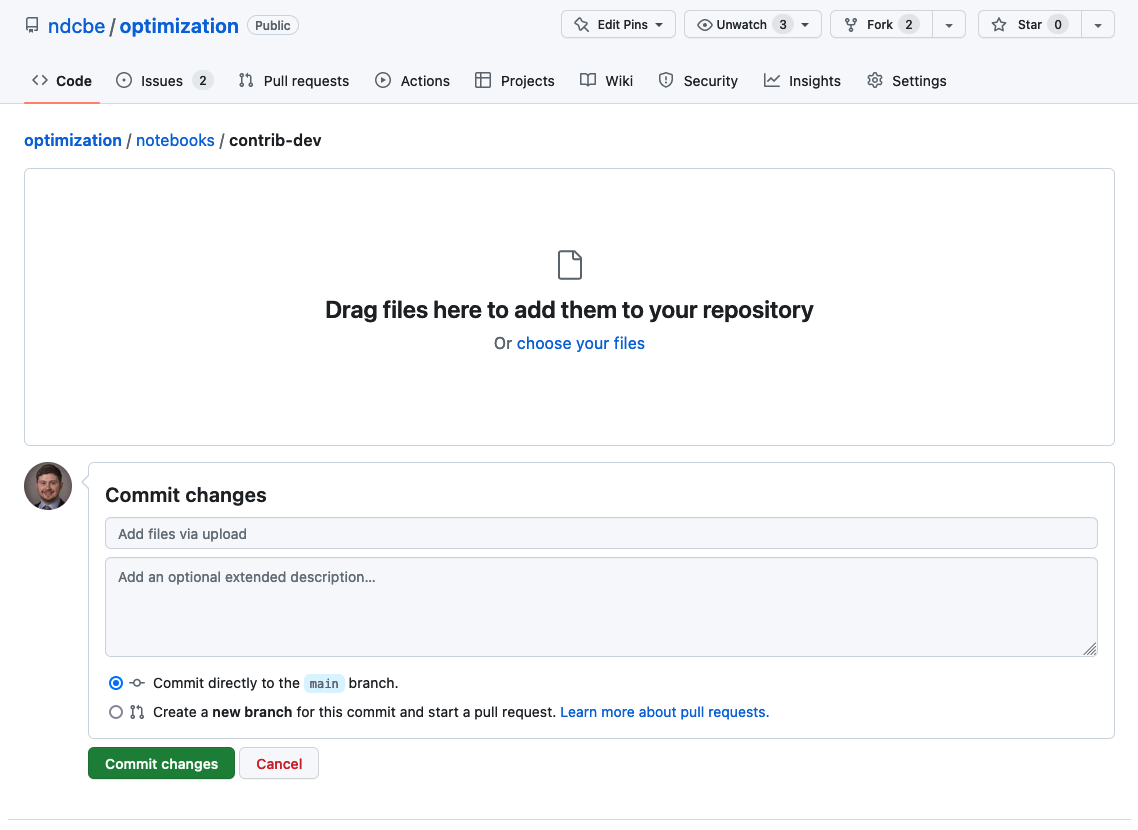 ndcbe / optimization Public Edit Pins Unwatch 3 Fork 2 Star 0
Code Issues 2 Pull requests Actions Projects Wiki Security Insights Settings
optimization / notebooks / contrib-dev
Drag files here to add them to your repository
Or choose your files
Commit changes
Add files via upload
Add an optional extended description...
Commit directly to the main branch.
Create a new branch for this commit and start a pull request. Learn more about pull requests.
Commit changes Cancel